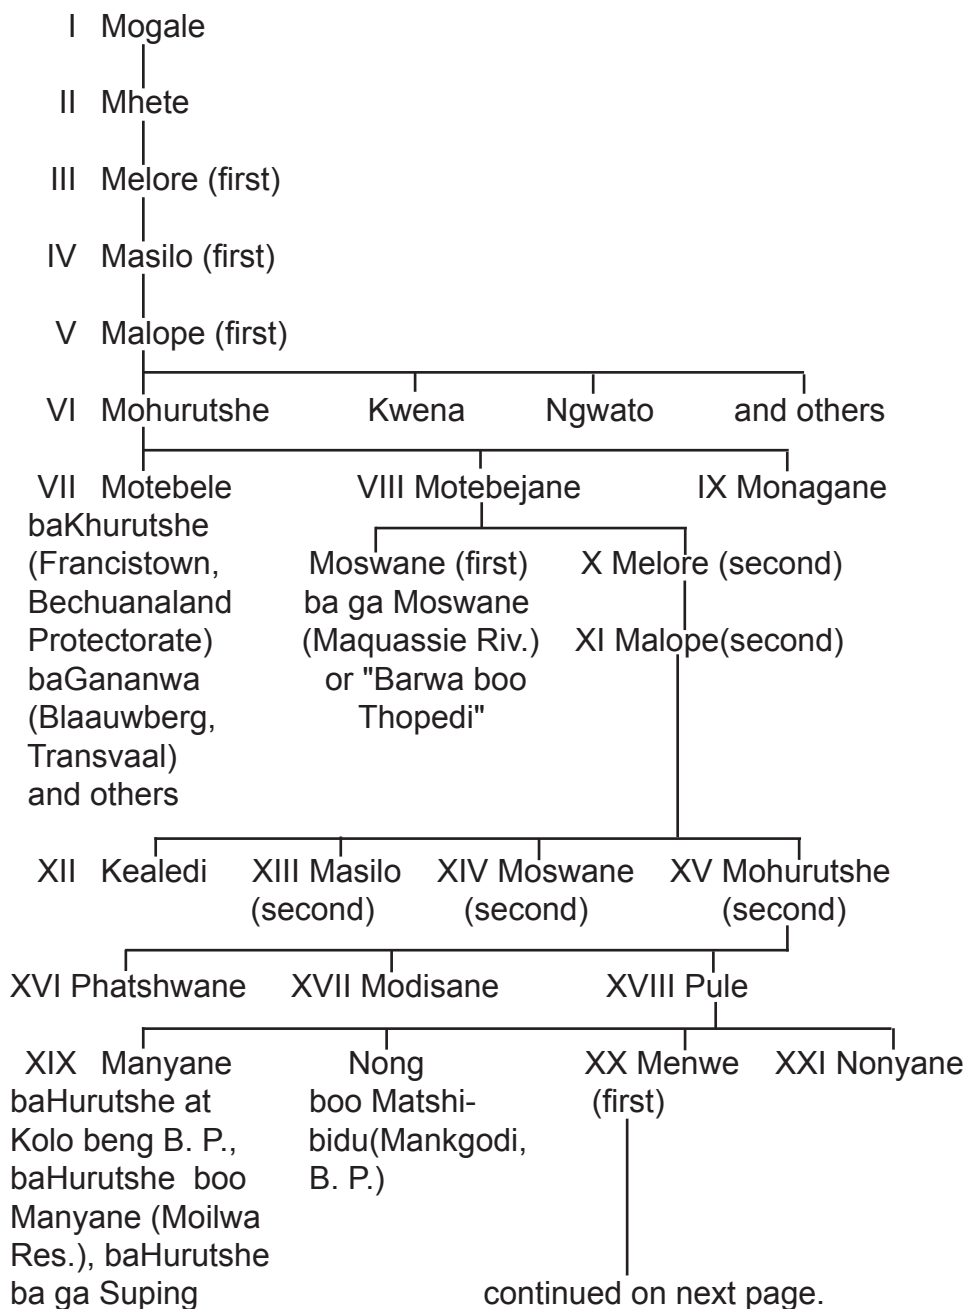 I Mogale
II Mhete
III Melore (first)
IV Masilo (first)
V Malope (first)
VI Mohurutshe Kwena Ngwato and others
VII Motebele
baKhurutshe
(Francistown,
Bechuanaland
Protectorate)
baGananwa
(Blaauwberg,
Transvaal)
and others
VIII Motebejane
IX Monagane
Moswane (first)
ba ga Moswane
(Maquassie Riv.)
or "Barwa boo
Thopedi"
X Melore (second)
XI Malope(second)
XII Kealedi
XIII Masilo
(second)
XIV Moswane
(second)
XV Mohurutshe
(second)
XVI Phatshwane XVII Modisane XVIII Pule
XIX Manyane
baHurutshe at
Kolo beng B. P.,
baHurutshe boo
Manyane (Moilwa
Res.), baHurutshe
ba ga Suping
Nong
boo Matshi-
bidu(Mankgodi,
B. P.)
XX Menwe
(first)
XXI Nonyane
continued on next page.